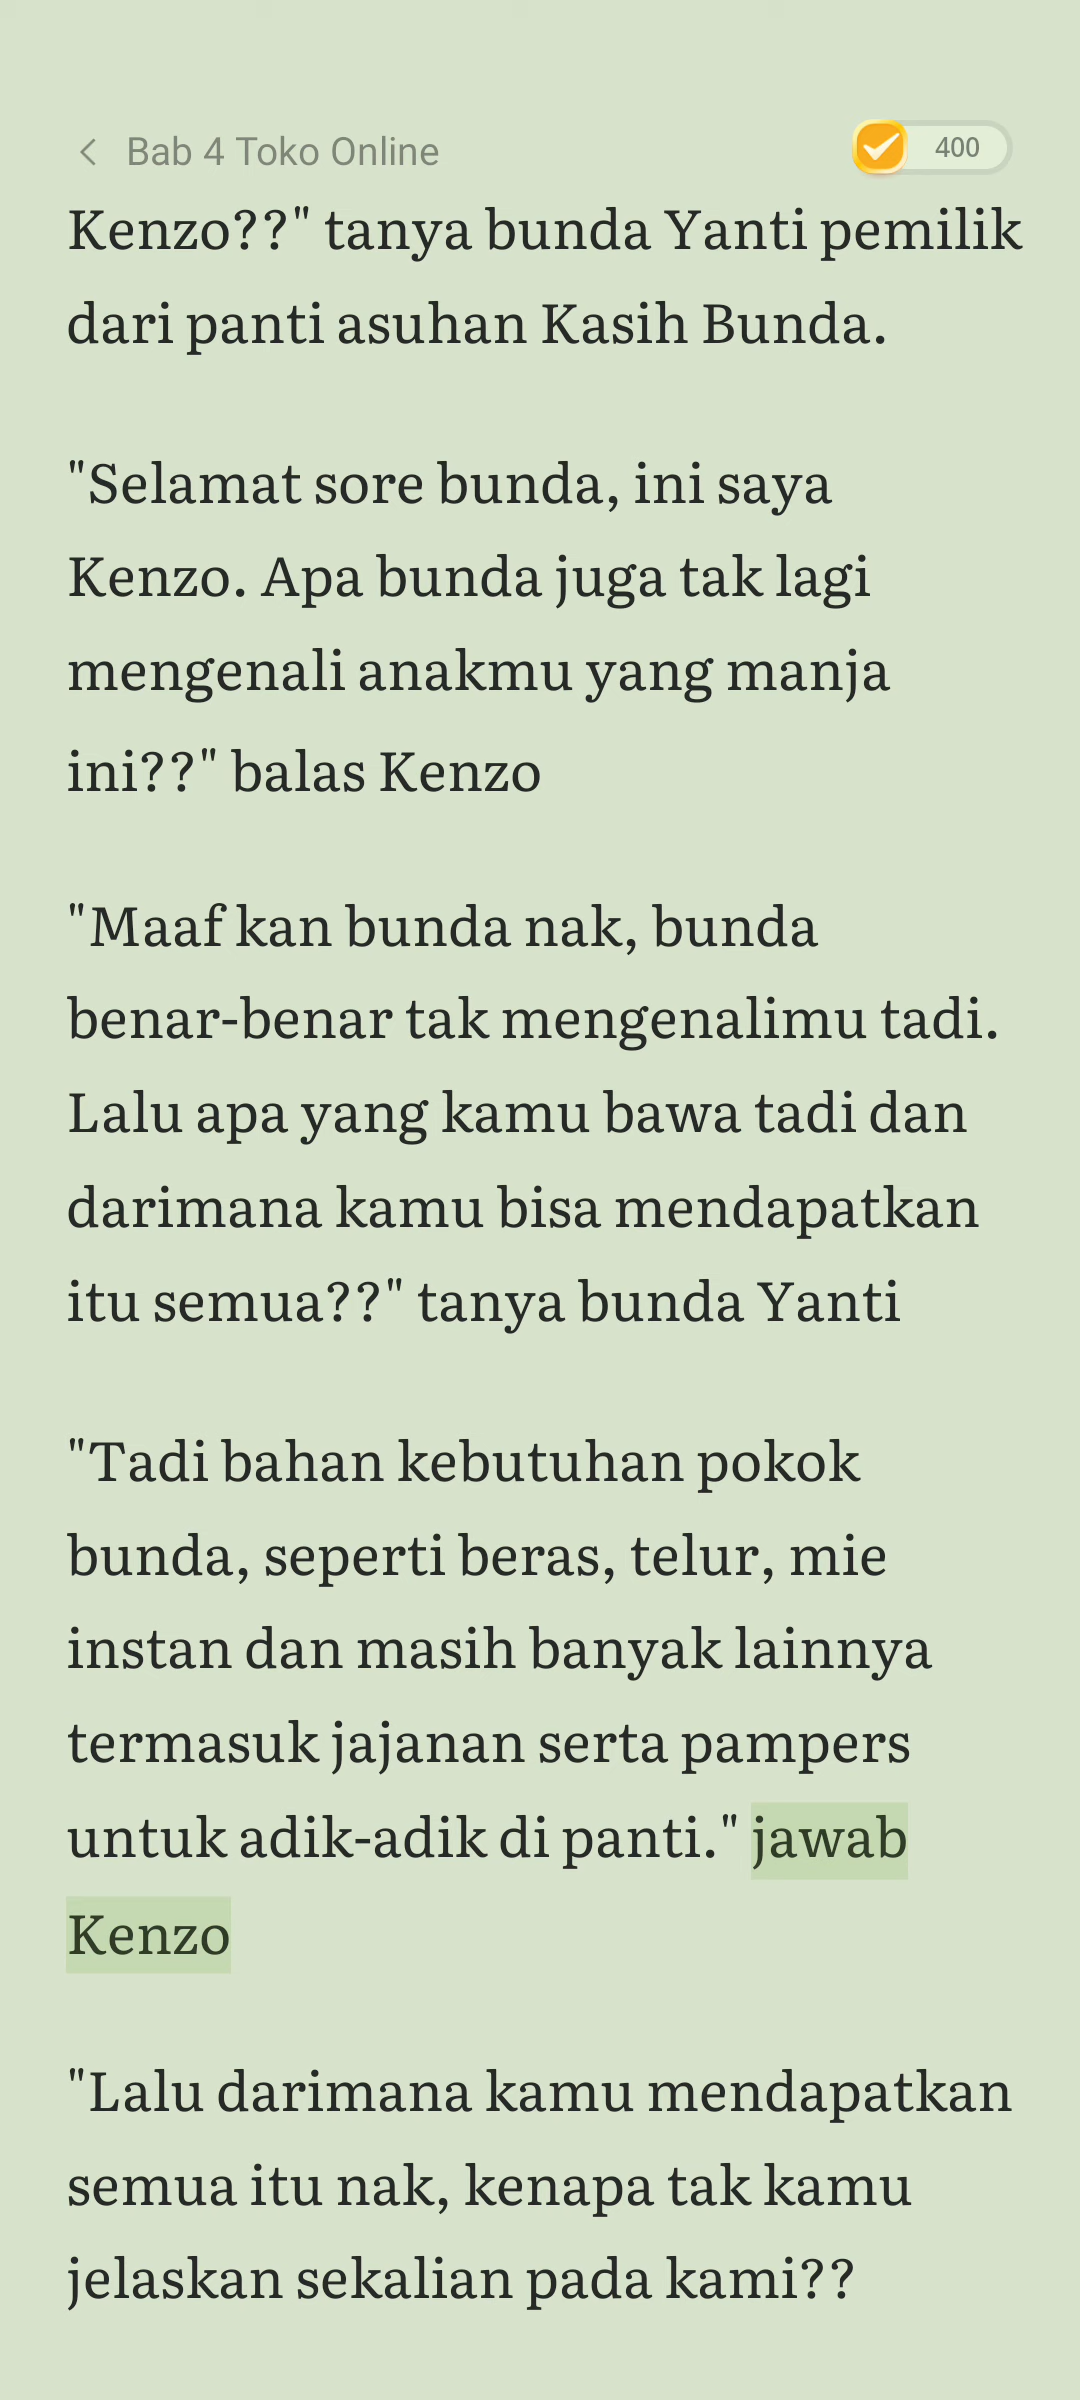 Bab 4 Toko Online
400
Kenzo??" tanya bunda Yanti pemilik
dari panti asuhan Kasih Bunda.
"Selamat sore bunda, ini saya
Kenzo. Apa bunda juga tak lagi
mengenali anakmu yang manja
ini??" balas Kenzo
"Maaf kan bunda nak, bunda
benar-benar tak mengenalimu tadi.
Lalu apa yang kamu bawa tadi dan
darimana kamu bisa mendapatkan
itu semua??" tanya bunda Yanti
"Tadi bahan kebutuhan pokok
bunda, seperti beras, telur, mie
instan dan masih banyak lainnya
termasuk jajanan serta pampers
untuk adik-adik di panti." jawab
Kenzo
"Lalu darimana kamu mendapatkan
semua itu nak, kenapa tak kamu
jelaskan sekalian pada kami??